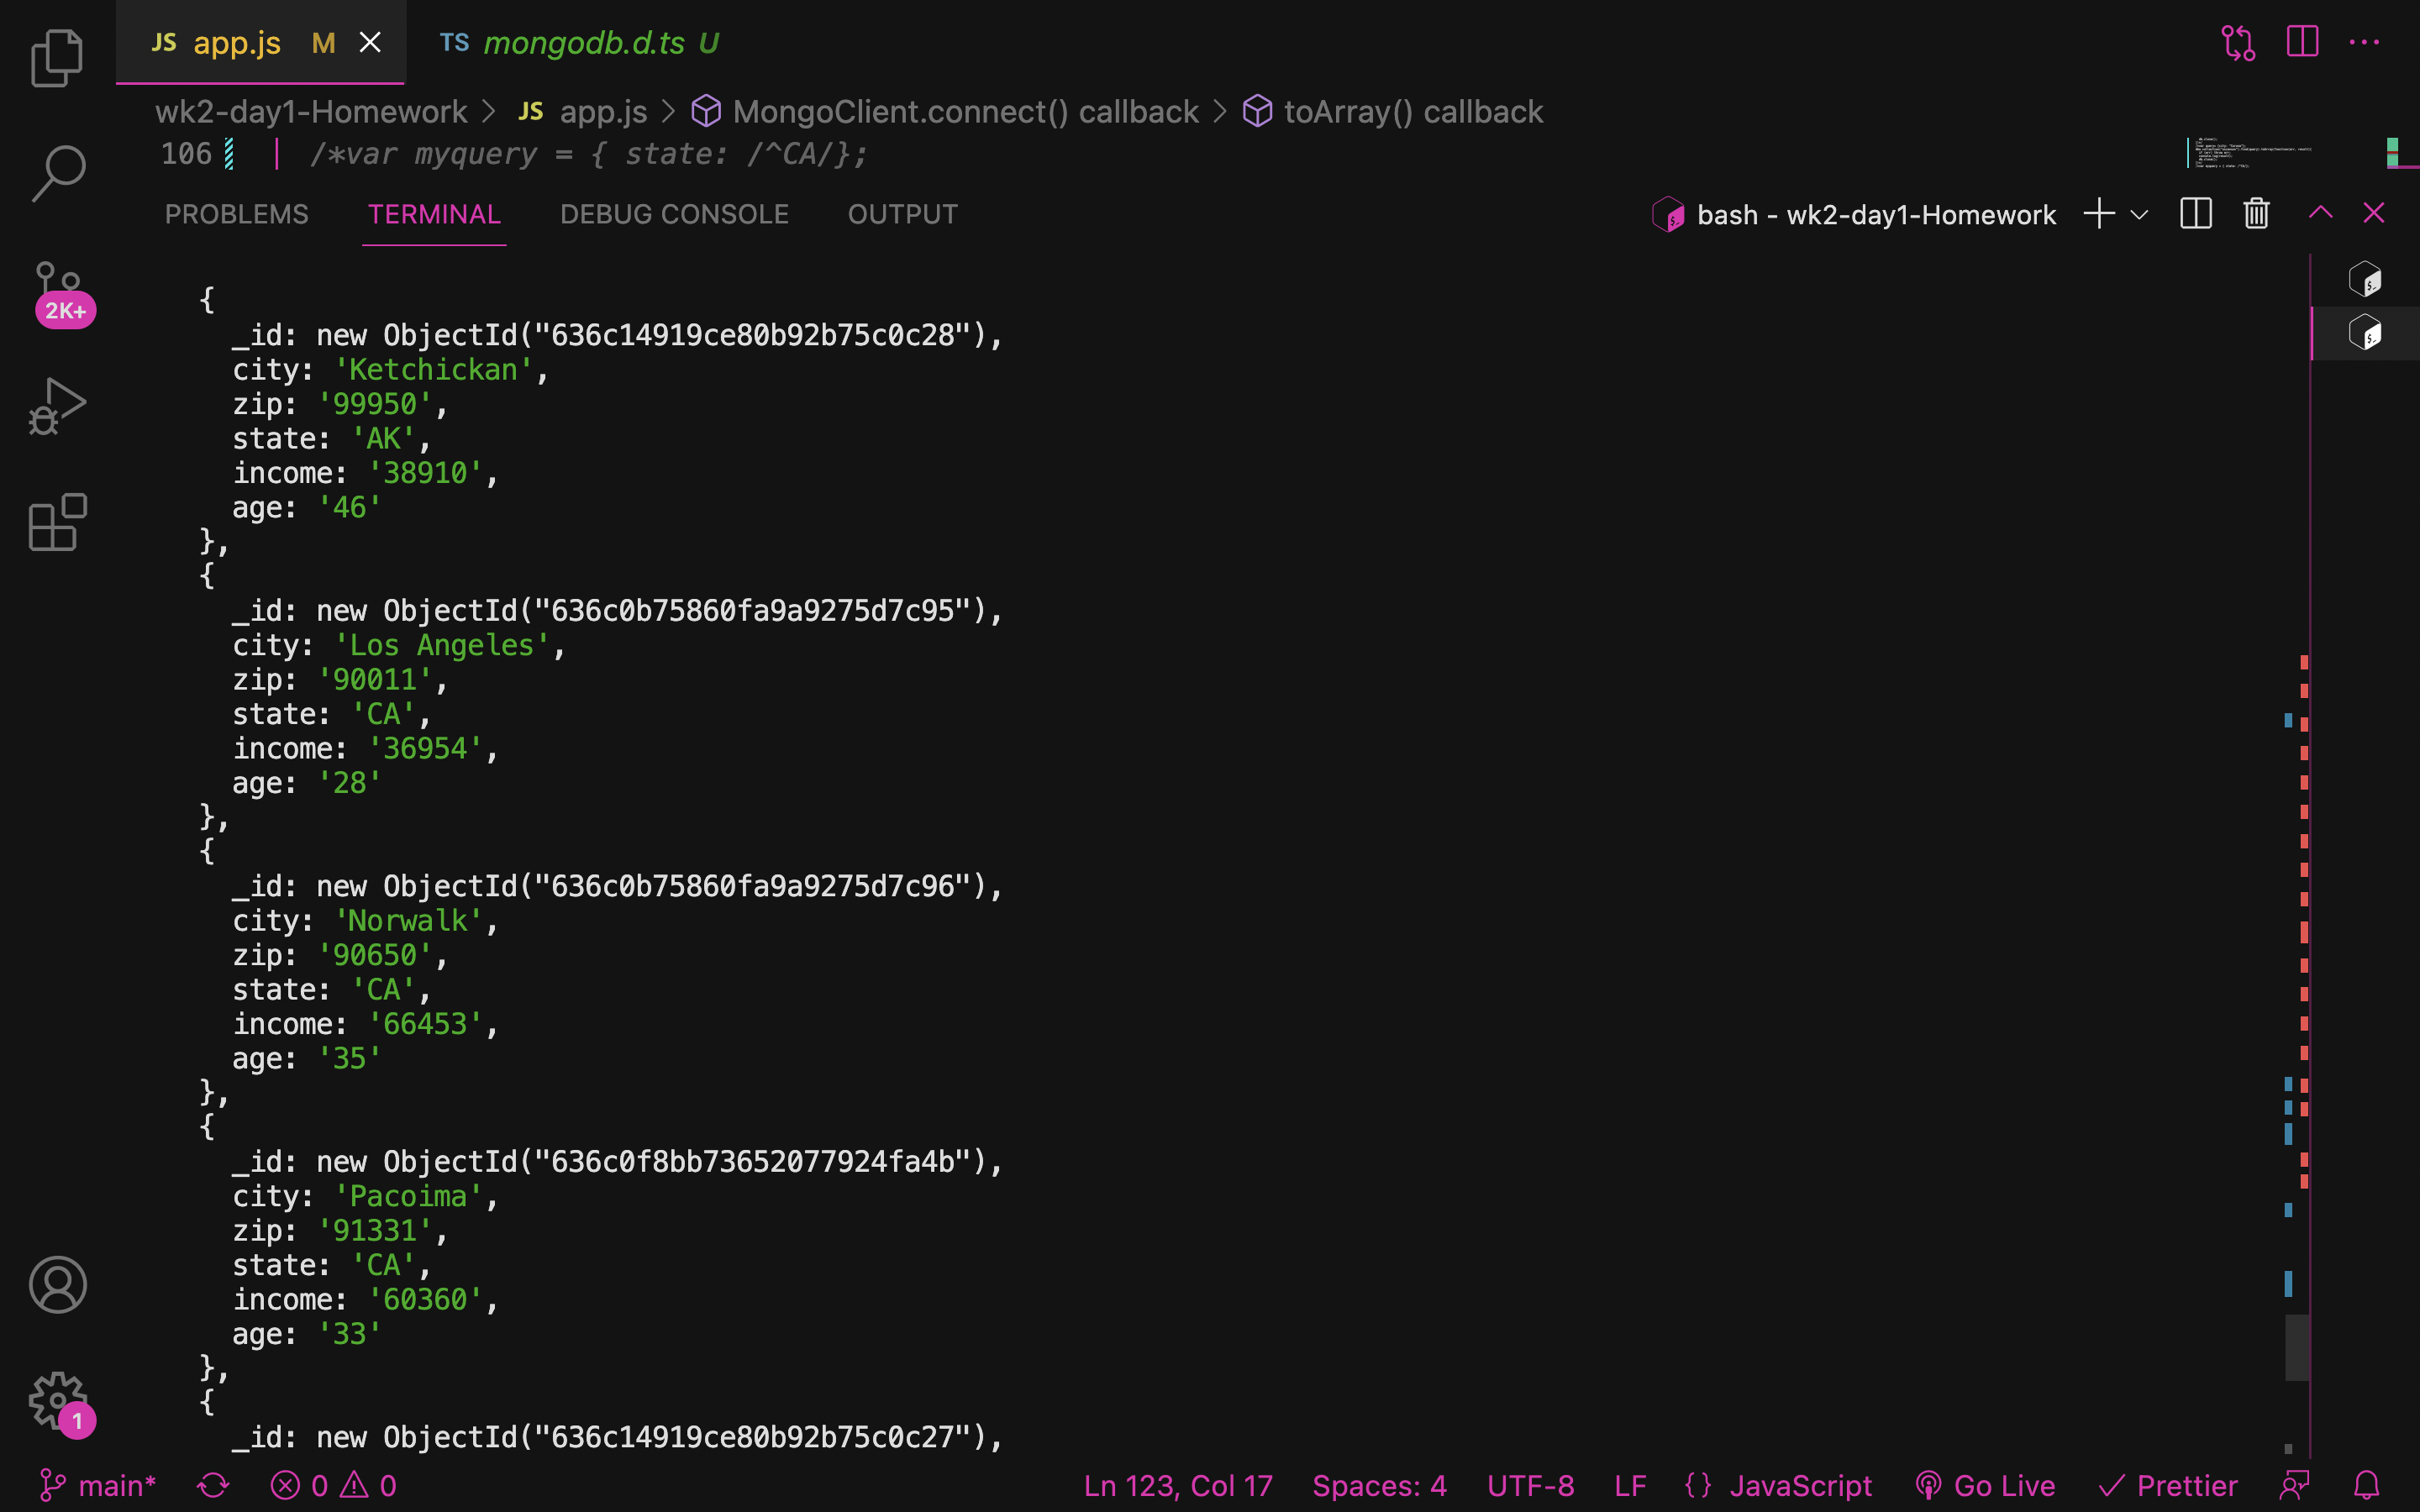 JS app.js M TS mongodb.d.ts U
wk2-day1-Homework > JS app.js > MongoClient.connect() callback > toArray() callback
106 /*var myquery = { state: /^CA/};
PROBLEMS TERMINAL DEBUG CONSOLE OUTPUT bash - wk2-day1-Homework
{
_id: new ObjectId("636c14919ce80b92b75c0c28"),
city: 'Ketchickan',
zip: '99950',
state: 'AK',
income: '38910',
age: '46'
},
{
_id: new ObjectId("636c0b75860fa9a9275d7c95"),
city: 'Los Angeles',
zip: '90011',
state: 'CA',
income: '36954',
age: '28'
},
{
_id: new ObjectId("636c0b75860fa9a9275d7c96"),
city: 'Norwalk',
zip: '90650',
state: 'CA',
income: '66453',
age: '35'
},
{
_id: new ObjectId("636c0f8bb73652077924fa4b"),
city: 'Pacoima',
zip: '91331',
state: 'CA',
income: '60360',
age: '33'
},
{
_id: new ObjectId("636c14919ce80b92b75c0c27"),
2K+
1
main* 0 0 Ln 123, Col 17 Spaces: 4 UTF-8 LF {} JavaScript Go Live Prettier